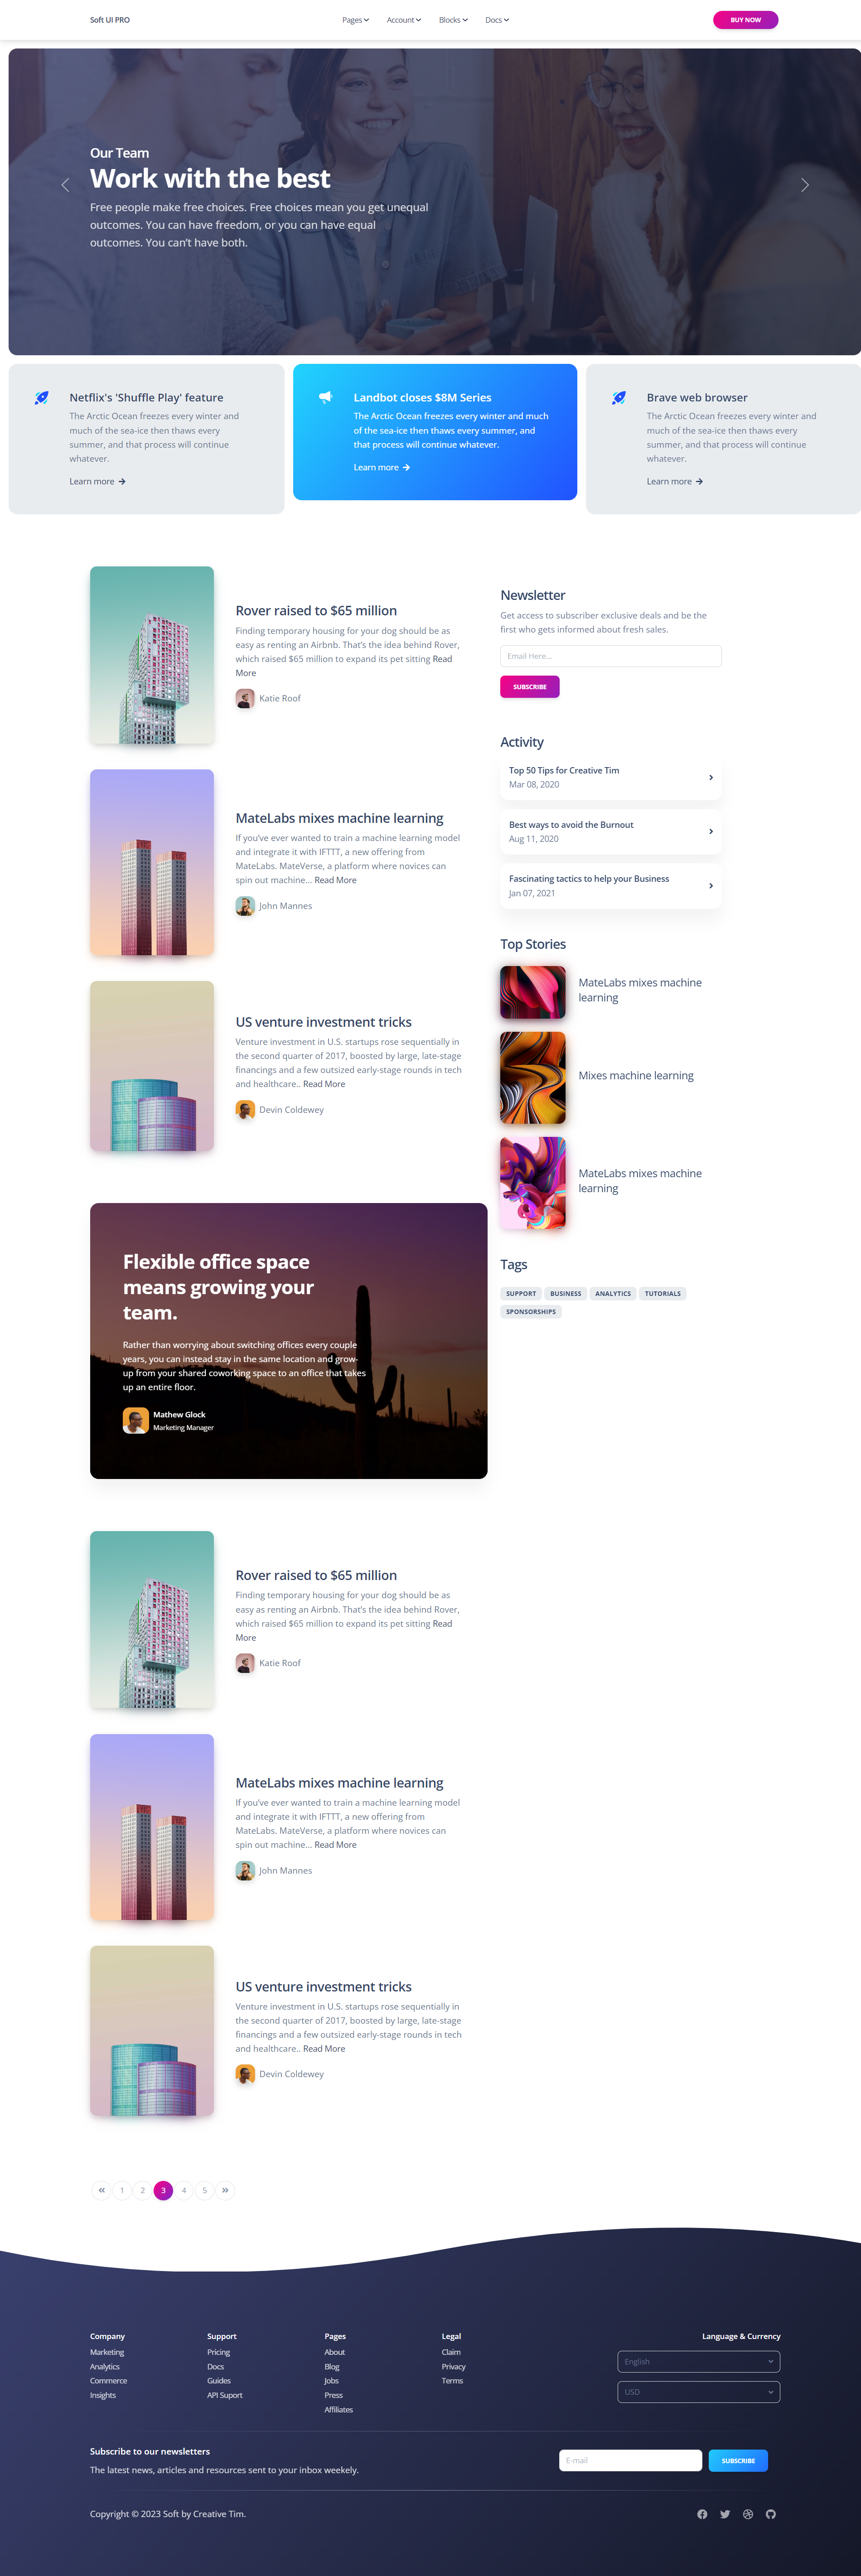 Soft UI PRO
Pages
Account
Blocks
Docs
BUY NOW
Our Team
Work with the best
Free people make free choices. Free choices mean you get unequal
outcomes. You can have freedom, or you can have equal
outcomes. You can't have both.
Netflix's 'Shuffle Play' feature
The Arctic Ocean freezes every winter and
much of the sea-ice then thaws every
summer, and that process will continue
whatever.
Learn more
Landbot closes $8M Series
The Arctic Ocean freezes every winter and much
of the sea-ice then thaws every summer, and
that process will continue whatever.
Learn more
Brave web browser
The Arctic Ocean freezes every winter and
much of the sea-ice then thaws every
summer, and that process will continue
whatever.
Learn more
Rover raised to $65 million
Finding temporary housing for your dog should be as
easy as renting an Airbnb. That's the idea behind Rover,
which raised $65 million to expand its pet sitting Read
More
Katie Roof
MateLabs mixes machine learning
If you've ever wanted to train a machine learning model
and integrate it with IFTTT, a new offering from
MateLabs. MateVerse, a platform where novices can
spin out machine... Read More
John Mannes
US venture investment tricks
Venture investment in U.S. startups rose sequentially in
the second quarter of 2017, boosted by large, late-stage
financings and a few outsized early-stage rounds in tech
and healthcare.. Read More
Devin Coldewey
Flexible office space
means growing your
team.
Rather than worrying about switching offices every couple
years, you can instead stay in the same location and grow-
up from your shared coworking space to an office that takes
up an entire floor.
Mathew Glock
Marketing Manager
Rover raised to $65 million
Finding temporary housing for your dog should be as
easy as renting an Airbnb. That's the idea behind Rover,
which raised $65 million to expand its pet sitting Read
More
Katie Roof
MateLabs mixes machine learning
If you've ever wanted to train a machine learning model
and integrate it with IFTTT, a new offering from
MateLabs. MateVerse, a platform where novices can
spin out machine... Read More
John Mannes
US venture investment tricks
Venture investment in U.S. startups rose sequentially in
the second quarter of 2017, boosted by large, late-stage
financings and a few outsized early-stage rounds in tech
and healthcare.. Read More
Devin Coldewey
1
2
3
4
5
Newsletter
Get access to subscriber exclusive deals and be the
first who gets informed about fresh sales.
Email Here...
SUBSCRIBE
Activity
Top 50 Tips for Creative Tim
Mar 08, 2020
Best ways to avoid the Burnout
Aug 11, 2020
Fascinating tactics to help your Business
Jan 07, 2021
Top Stories
MateLabs mixes machine
learning
Mixes machine learning
MateLabs mixes machine
learning
Tags
SUPPORT
BUSINESS
ANALYTICS
TUTORIALS
SPONSORSHIPS
Company
Marketing
Analytics
Commerce
Insights
Support
Pricing
Docs
Guides
API Suport
Pages
About
Blog
Jobs
Press
Affiliates
Legal
Claim
Privacy
Terms
Language & Currency
English
USD
Subscribe to our newsletters
The latest news, articles and resources sent to your inbox weekely.
E-mail
SUBSCRIBE
Copyright © 2023 Soft by Creative Tim.